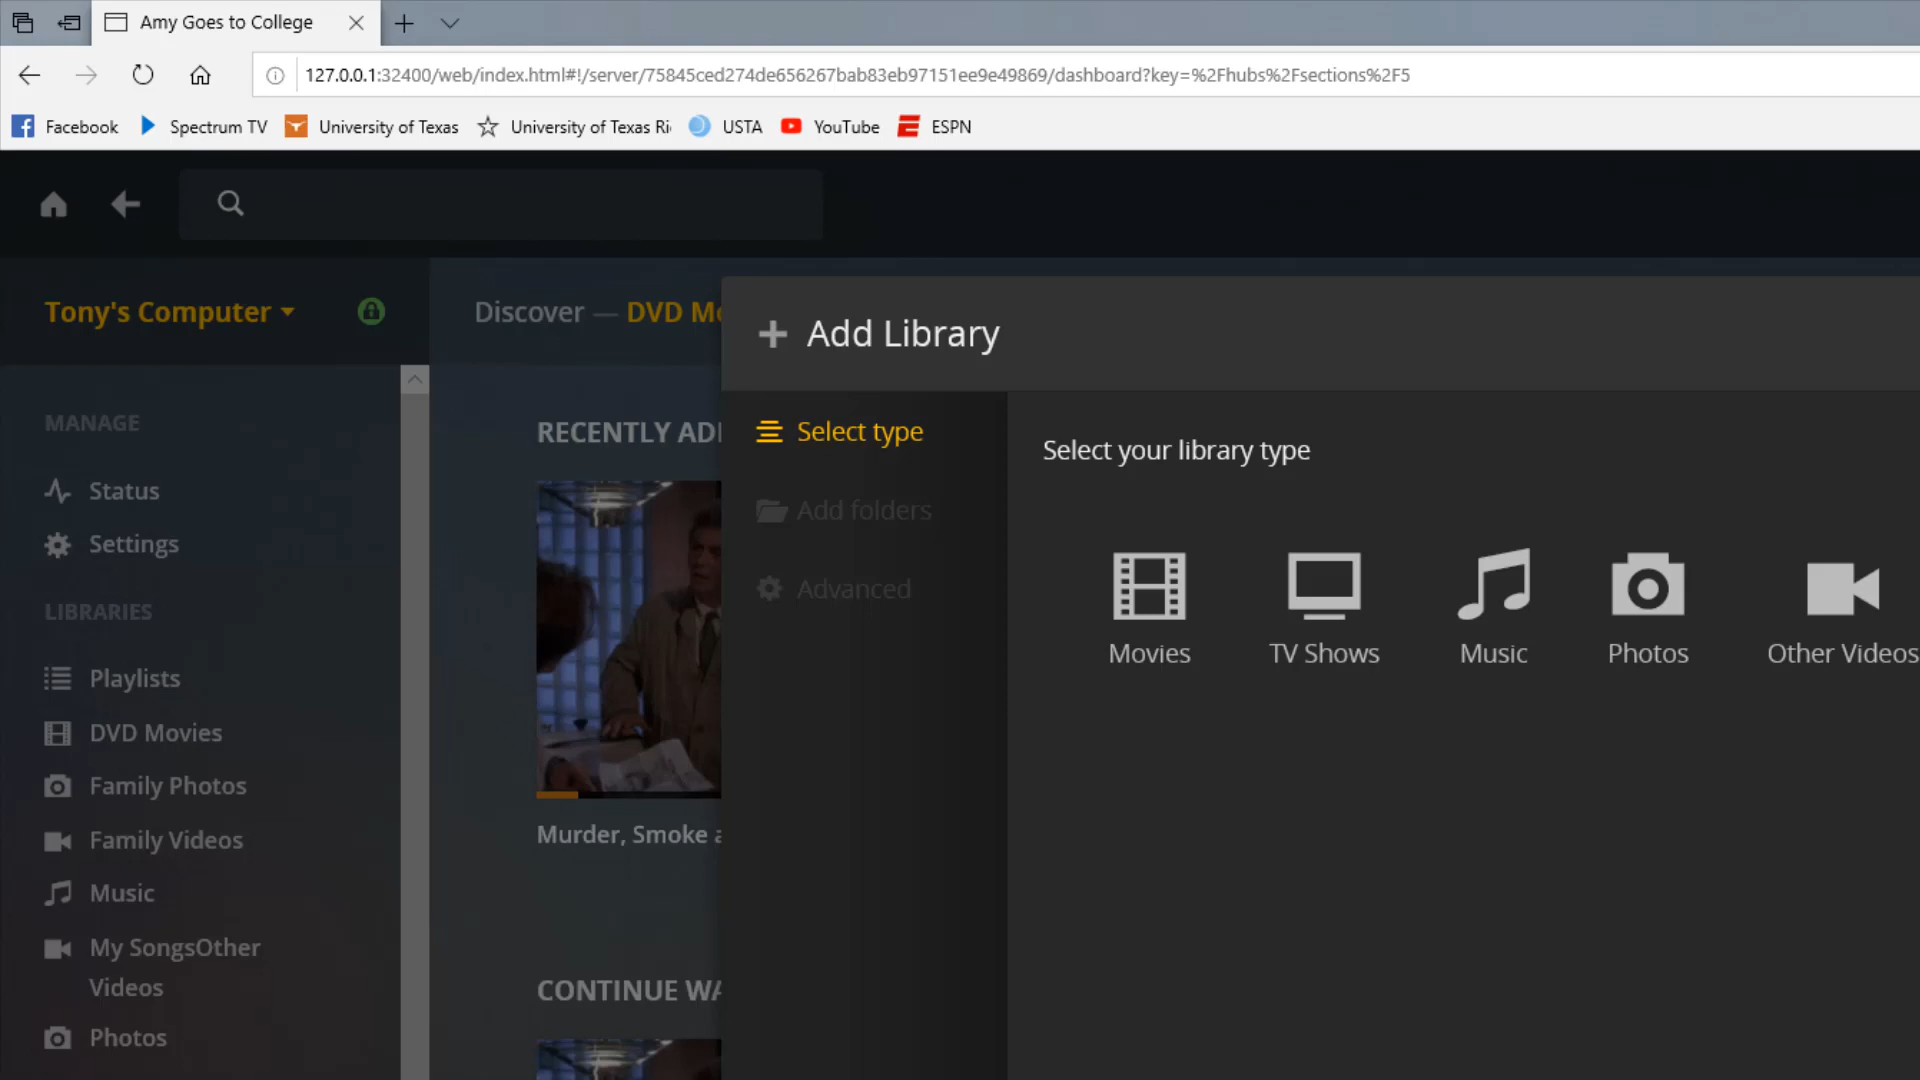 Amy Goes to College
127.0.0.1:32400/web/index.html#!/server/75845ced274de656267bab83eb97151ee9e49869/dashboard?key=%2Fhubs%2Fsections%2F5
Facebook Spectrum TV University of Texas University of Texas Ri USTA YouTube ESPN
Tony's Computer
Discover — DVD Mo
Add Library
MANAGE
Status
Settings
LIBRARIES
Playlists
DVD Movies
Family Photos
Family Videos
Music
My SongsOther
Videos
Photos
RECENTLY ADD
Murder, Smoke a
CONTINUE WA
Select type
Add folders
Advanced
Select your library type
Movies TV Shows Music Photos Other Videos